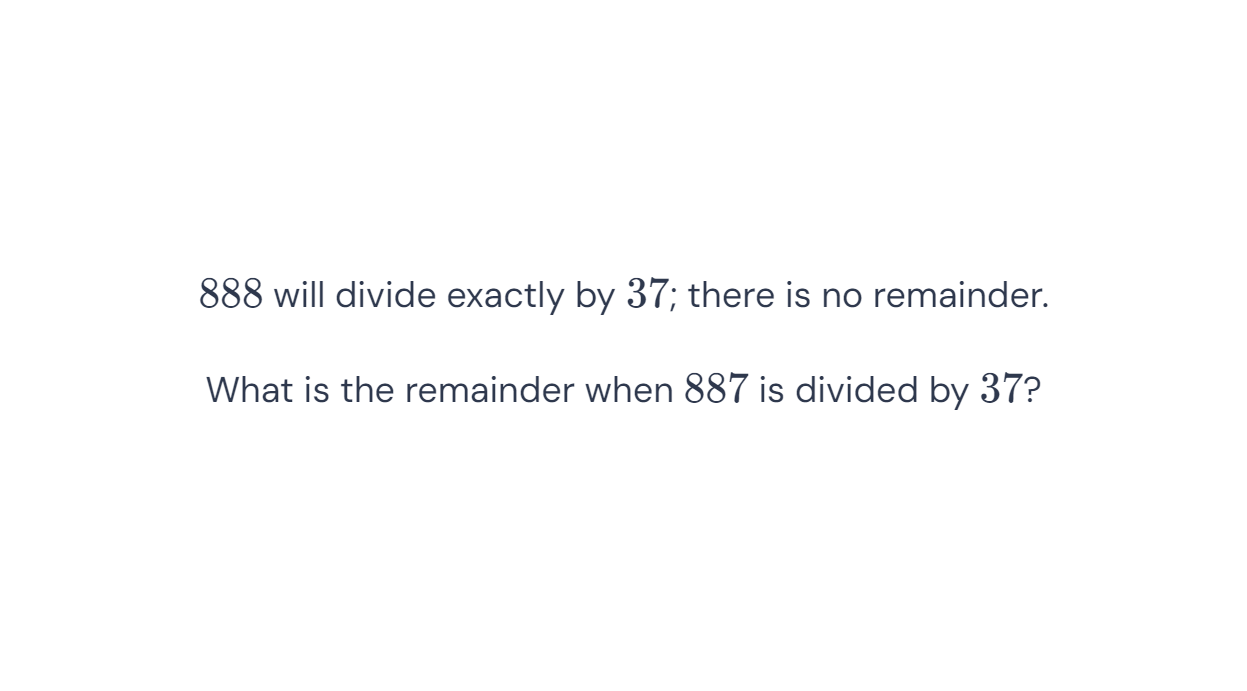 888 will divide exactly by 37; there is no remainder.
What is the remainder when 887 is divided by 37?